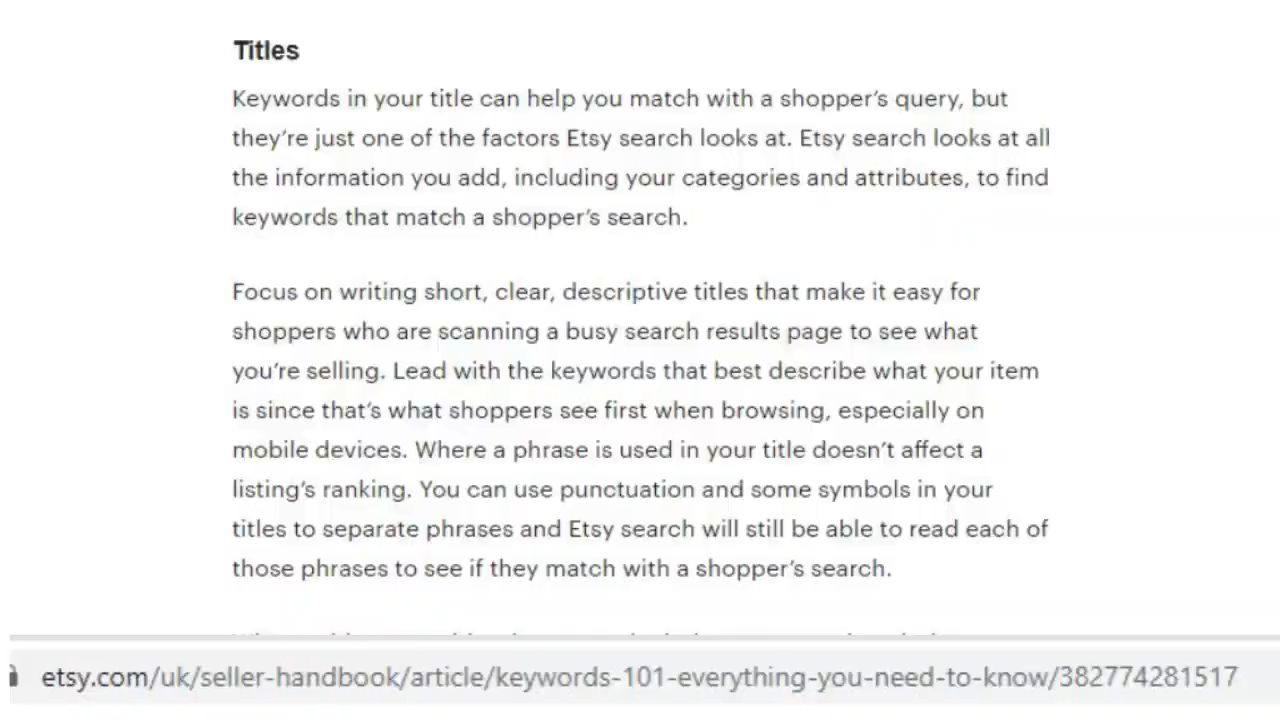 Titles
Keywords in your title can help you match with a shopper’s query, but
they’re just one of the factors Etsy search looks at. Etsy search looks at all
the information you add, including your categories and attributes, to find
keywords that match a shopper’s search.
Focus on writing short, clear, descriptive titles that make it easy for
shoppers who are scanning a busy search results page to see what
you’re selling. Lead with the keywords that best describe what your item
is since that’s what shoppers see first when browsing, especially on
mobile devices. Where a phrase is used in your title doesn’t affect a
listing’s ranking. You can use punctuation and some symbols in your
titles to separate phrases and Etsy search will still be able to read each of
those phrases to see if they match with a shopper’s search.
etsy.com/uk/seller-handbook/article/keywords-101-everything-you-need-to-know/382774281517